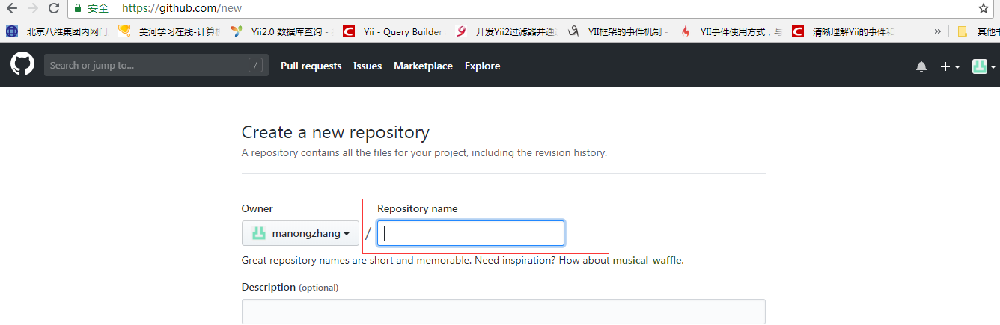 安全 https://github.com/new
北京八维集团内网门 美河学习在线-计算机 Yii2.0 数据库查询 - Yii - Query Builder 开发Yii2过滤器并通过 YII框架的事件机制 - YII事件使用方式，与 清晰理解Yii的事件和 » 其他书
Search or jump to... / Pull requests Issues Marketplace Explore
Create a new repository
A repository contains all the files for your project, including the revision history.
Owner Repository name
manongzhang /
Great repository names are short and memorable. Need inspiration? How about musical-waffle.
Description (optional)